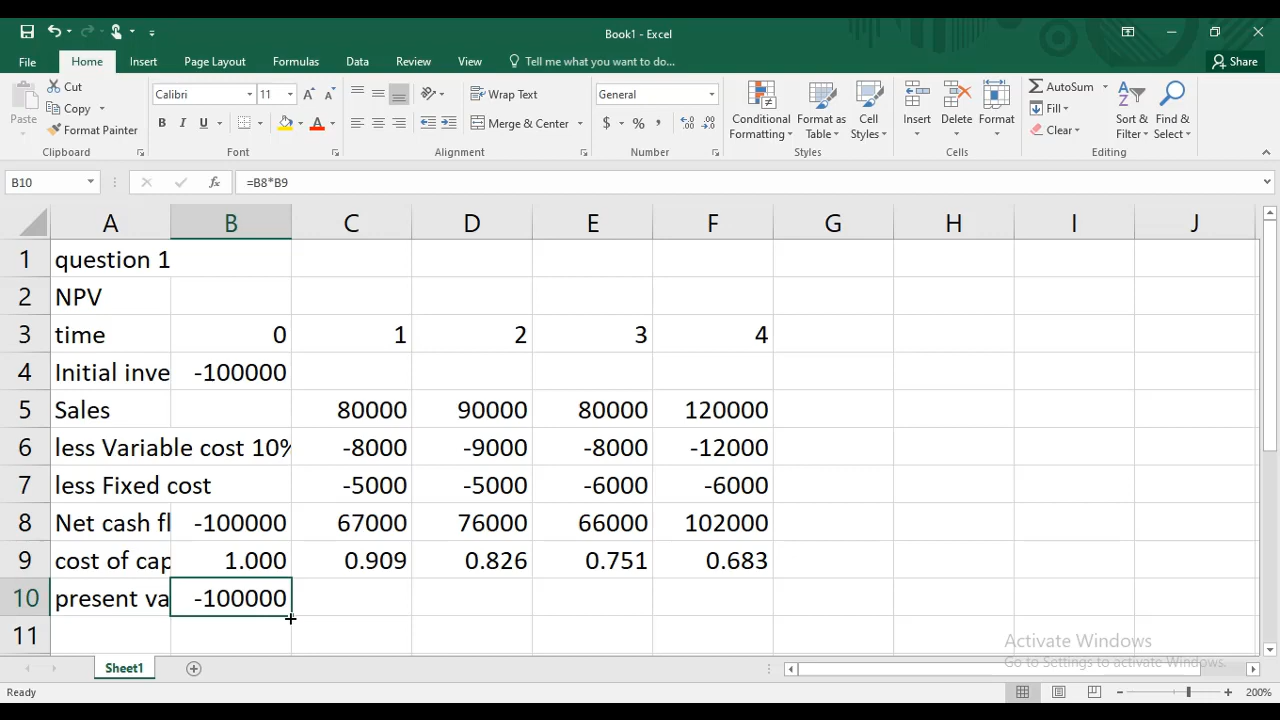 Book1 - Excel
File Home Insert Page Layout Formulas Data Review View Tell me what you want to do... Share
Paste Cut Copy Format Painter Clipboard
Calibri 11 A A B I U A Font
Wrap Text Merge & Center Alignment
General $ % , Number
Conditional Formatting Format as Table Cell Styles Styles
Insert Delete Format Cells
AutoSum Fill Clear Sort & Filter Find & Select Editing
B10 fx =B8*B9
A B C D E F G H I J
1 question 1
2 NPV
3 time 0 1 2 3 4
4 Initial inve -100000
5 Sales 80000 90000 80000 120000
6 less Variable cost 10% -8000 -9000 -8000 -12000
7 less Fixed cost -5000 -5000 -6000 -6000
8 Net cash fl -100000 67000 76000 66000 102000
9 cost of cap 1.000 0.909 0.826 0.751 0.683
10 present va -100000
11
Activate Windows
Go to Settings to activate Windows.
Sheet1
Ready 200%